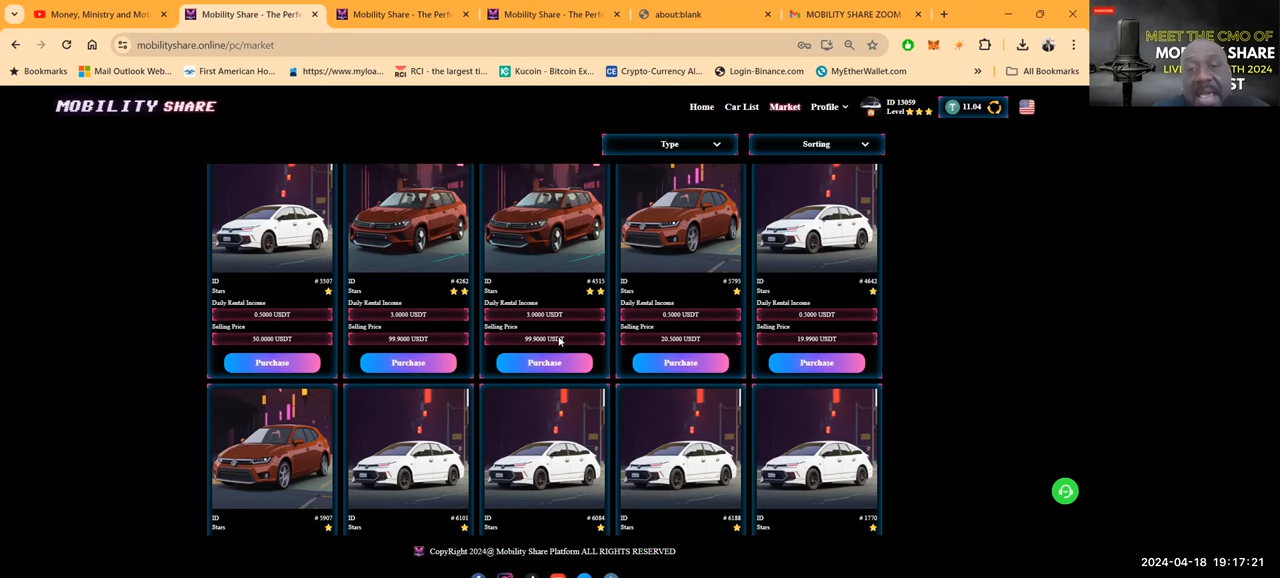 Money, Ministry and Mot
Mobility Share - The Perfe
Mobility Share - The Perfe
Mobility Share - The Perfe
about:blank
MOBILITY SHARE ZOOM
mobilityshare.online/pc/market
Bookmarks
Mail Outlook Web...
First American Ho...
https://www.myloa...
RCI - the largest ti...
Kucoin - Bitcoin Ex...
Crypto-Currency AI...
Login-Binance.com
MyEtherWallet.com
All Bookmarks
MEET THE CMO OF
MOBILITY SHARE
MOBILITY SHARE
Home
Car List
Market
Profile
ID 13059
Level
11.04
Type
Sorting
ID # 5507
Stars
Daily Rental Income
0.5000 USDT
Selling Price
50.0000 USDT
Purchase
ID # 4262
Stars
Daily Rental Income
3.0000 USDT
Selling Price
99.9000 USDT
Purchase
ID # 4515
Stars
Daily Rental Income
3.0000 USDT
Selling Price
99.9000 USDT
Purchase
ID # 5795
Stars
Daily Rental Income
0.5000 USDT
Selling Price
20.5000 USDT
Purchase
ID # 4642
Stars
Daily Rental Income
0.5000 USDT
Selling Price
19.9900 USDT
Purchase
ID # 5907
Stars
ID # 6101
Stars
ID # 6084
Stars
ID # 6188
Stars
ID # 1770
Stars
CopyRight 2024@ Mobility Share Platform ALL RIGHTS RESERVED
2024-04-18 19:17:21